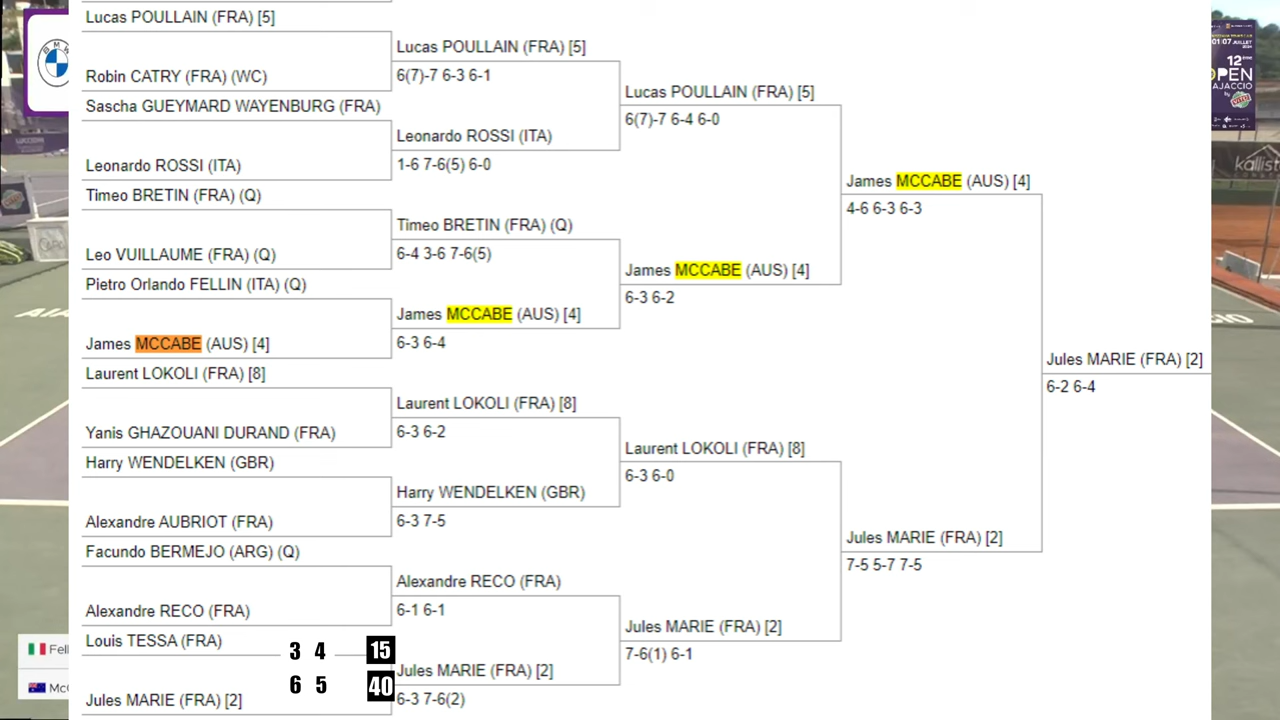 Lucas POULLAIN (FRA) [5]
Robin CATRY (FRA) (WC)
Sascha GUEYMARD WAYENBURG (FRA)
Leonardo ROSSI (ITA)
Timeo BRETIN (FRA) (Q)
Leo VUILLAUME (FRA) (Q)
Pietro Orlando FELLIN (ITA) (Q)
James MCCABE (AUS) [4]
Laurent LOKOLI (FRA) [8]
Yanis GHAZOUANI DURAND (FRA)
Harry WENDELKEN (GBR)
Alexandre AUBRIOT (FRA)
Facundo BERMEJO (ARG) (Q)
Alexandre RECO (FRA)
Louis TESSA (FRA)
Jules MARIE (FRA) [2]
Lucas POULLAIN (FRA) [5]
6(7)-7 6-3 6-1
Leonardo ROSSI (ITA)
1-6 7-6(5) 6-0
Timeo BRETIN (FRA) (Q)
6-4 3-6 7-6(5)
James MCCABE (AUS) [4]
6-3 6-4
Laurent LOKOLI (FRA) [8]
6-3 6-2
Harry WENDELKEN (GBR)
6-3 7-5
Alexandre RECO (FRA)
6-1 6-1
Jules MARIE (FRA) [2]
6-3 7-6(2)
Lucas POULLAIN (FRA) [5]
6(7)-7 6-4 6-0
James MCCABE (AUS) [4]
6-3 6-2
Laurent LOKOLI (FRA) [8]
6-3 6-0
Jules MARIE (FRA) [2]
7-6(1) 6-1
James MCCABE (AUS) [4]
4-6 6-3 6-3
Jules MARIE (FRA) [2]
7-5 5-7 7-5
Jules MARIE (FRA) [2]
6-2 6-4
3 4 15
6 5 40
Fell
McC
BMW
01·07 JUILLET
12
OPEN
AJACCIO
kallist